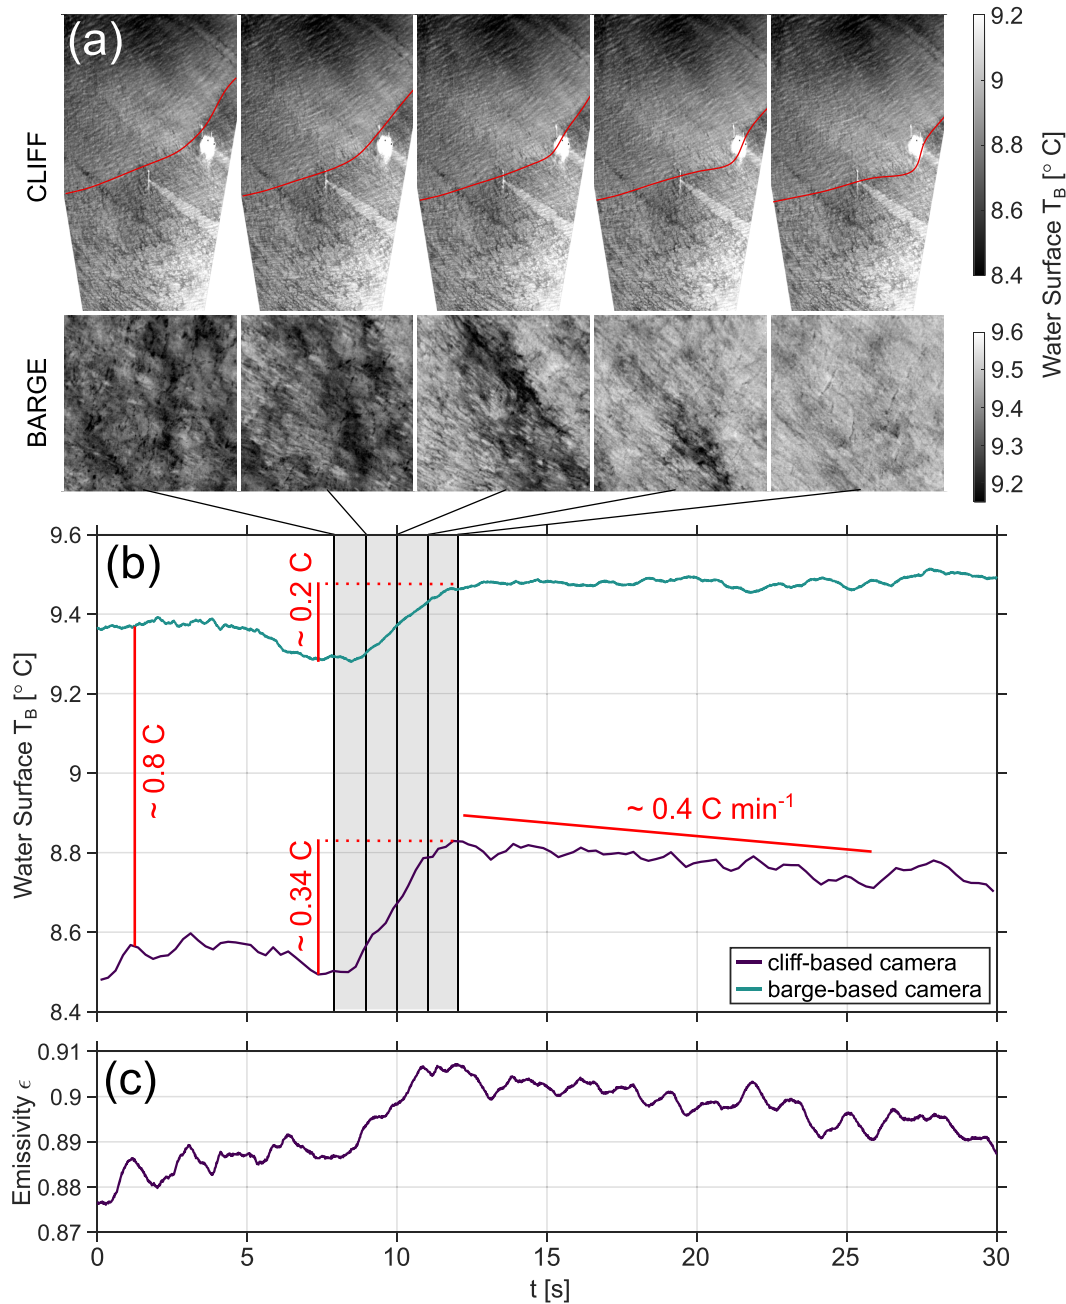 (a)
CLIFF
9.2
9
8.8
8.6
8.4
Water Surface T_B [° C]
BARGE
9.6
9.5
9.4
9.3
9.2
(b)
9.6
9.4
9.2
9
8.8
8.6
8.4
Water Surface T_B [° C]
~ 0.2 C
~ 0.8 C
~ 0.34 C
~ 0.4 C min⁻¹
cliff-based camera
barge-based camera
(c)
0.91
0.9
0.89
0.88
0.87
Emissivity ϵ
0 5 10 15 20 25 30
t [s]